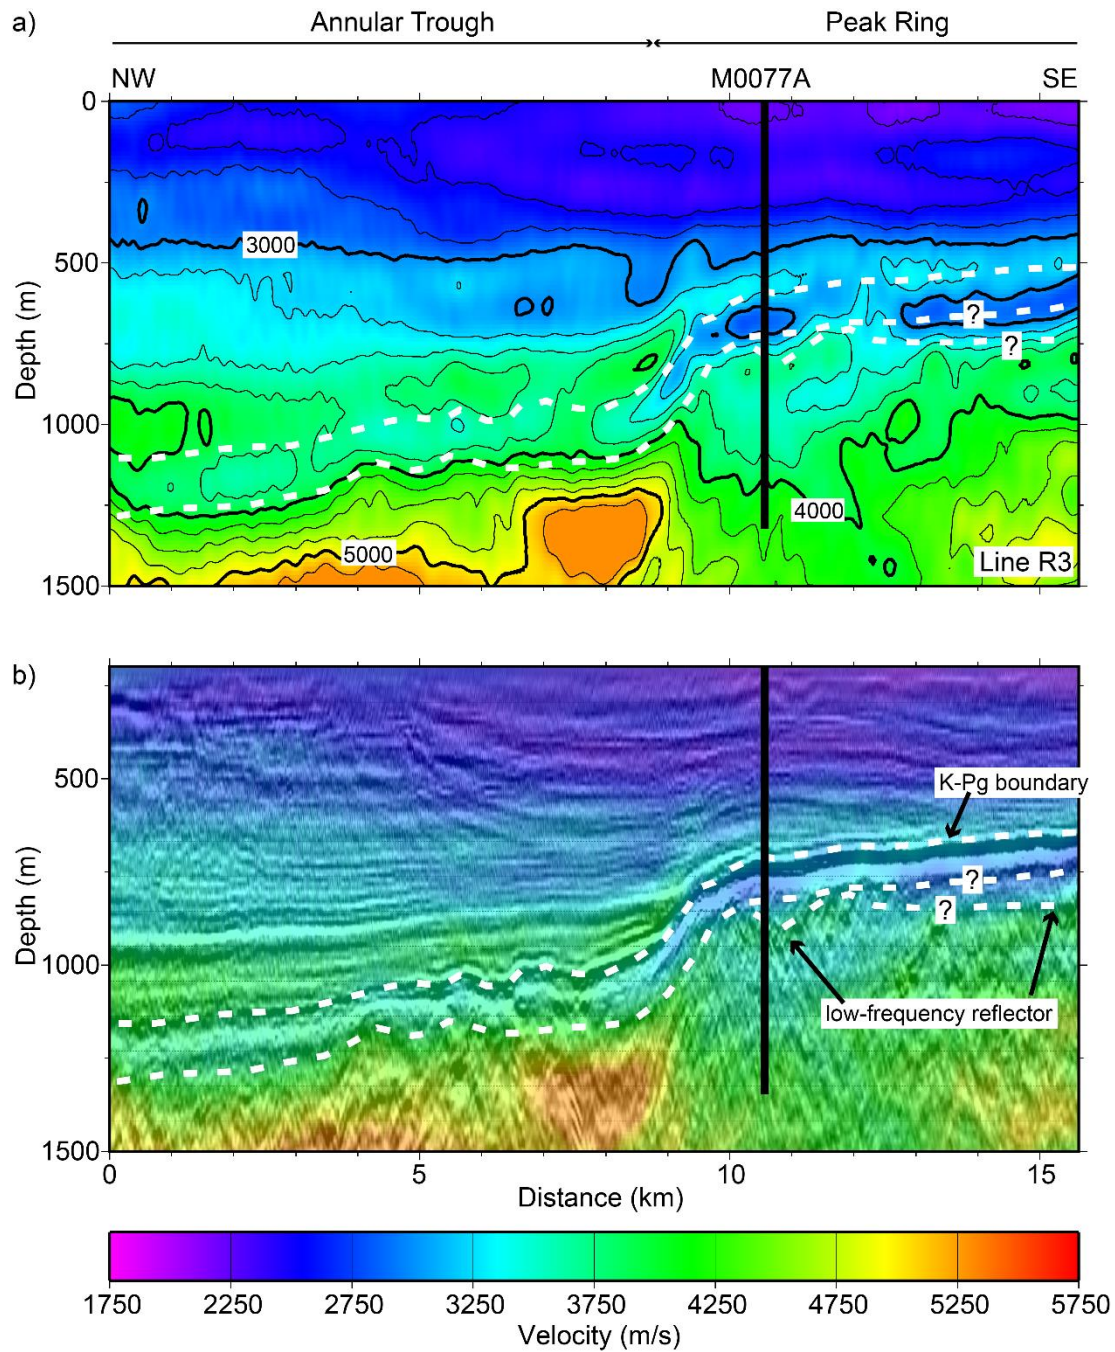 a)
Annular Trough
Peak Ring
NW
M0077A
SE
0
500
1000
1500
Depth (m)
3000
?
?
4000
5000
Line R3
b)
500
1000
1500
Depth (m)
K-Pg boundary
?
?
low-frequency reflector
0
5
10
15
Distance (km)
1750
2250
2750
3250
3750
4250
4750
5250
5750
Velocity (m/s)